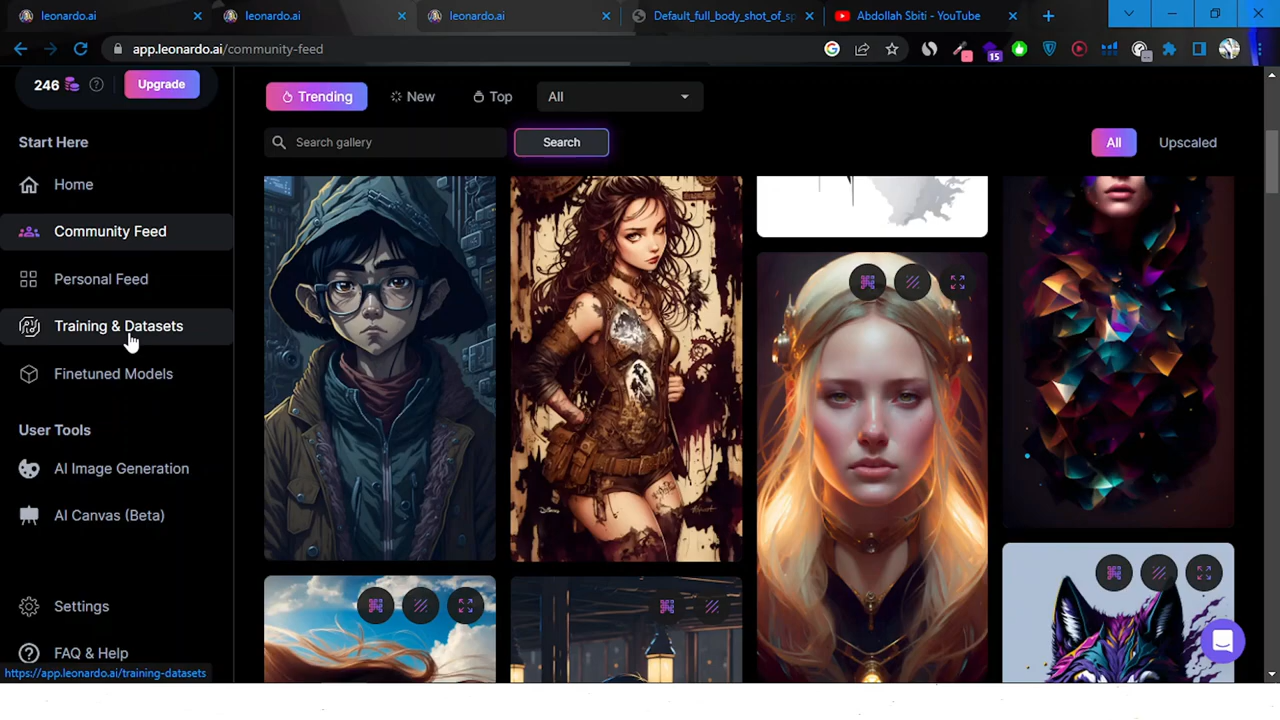 leonardo.ai
leonardo.ai
leonardo.ai
Default_full_body_shot_of_sp
Abdollah Sbiti - YouTube
app.leonardo.ai/community-feed
15
246
Upgrade
Start Here
Home
Community Feed
Personal Feed
Training & Datasets
Finetuned Models
User Tools
AI Image Generation
AI Canvas (Beta)
Settings
FAQ & Help
https://app.leonardo.ai/training-datasets
Trending
New
Top
All
Search gallery
Search
All
Upscaled